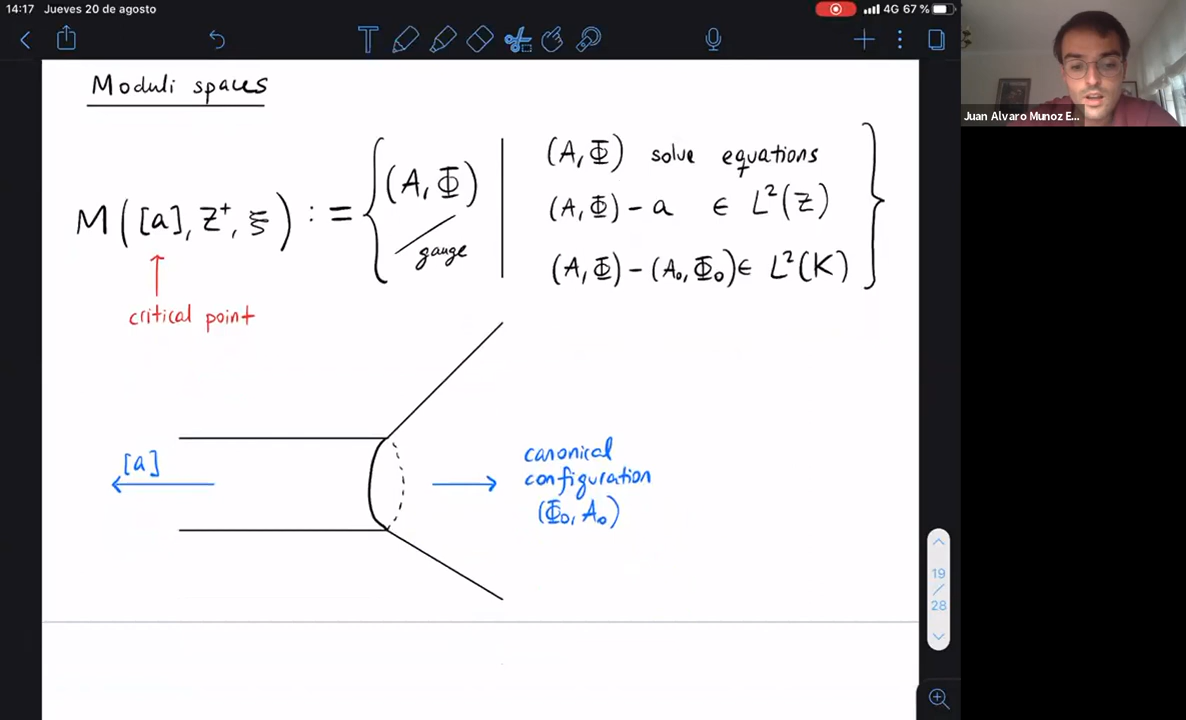 14:17 Jueves 20 de agosto
4G 67 %
Moduli spaces
M([a], Z⁺, ξ) := {(A, Φ)/gauge | (A, Φ) solve equations
(A, Φ) - a ∈ L²(Z)
(A, Φ) - (A₀, Φ₀) ∈ L²(K)}
critical point
[a]
canonical
configuration
(Φ₀, A₀)
19
/
28
Juan Alvaro Munoz E...